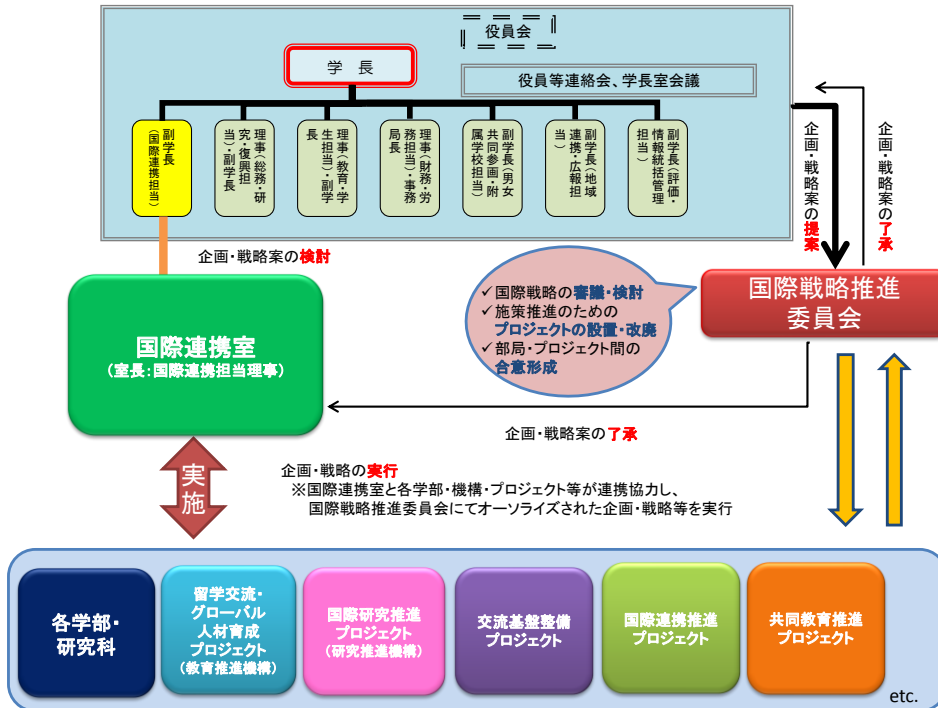 役員会
学 長
役員等連絡会、学長室会議
副学長
(国際連携担当)
理事(総務・研
究・復興担
当)・副学長
理事(教育・学
生担当)・副学
長
理事(財務・労
務担当)・事務
局長
副学長(男女
共同参画・附
属学校担当)
副学長(地域
連携・広報担
当)
副学長(評価・
情報統括管理
担当)
企画・戦略案の提案
企画・戦略案の了承
企画・戦略案の検討
国際連携室
(室長:国際連携担当理事)
✓国際戦略の審議・検討
✓施策推進のための
プロジェクトの設置・改廃
✓部局・プロジェクト間の
合意形成
国際戦略推進
委員会
企画・戦略案の了承
実施
企画・戦略の実行
※国際連携室と各学部・機構・プロジェクト等が連携協力し、
国際戦略推進委員会にてオーソライズされた企画・戦略等を実行
各学部・
研究科
留学交流・
グローバル
人材育成
プロジェクト
(教育推進機構)
国際研究推進
プロジェクト
(研究推進機構)
交流基盤整備
プロジェクト
国際連携推進
プロジェクト
共同教育推進
プロジェクト
etc.